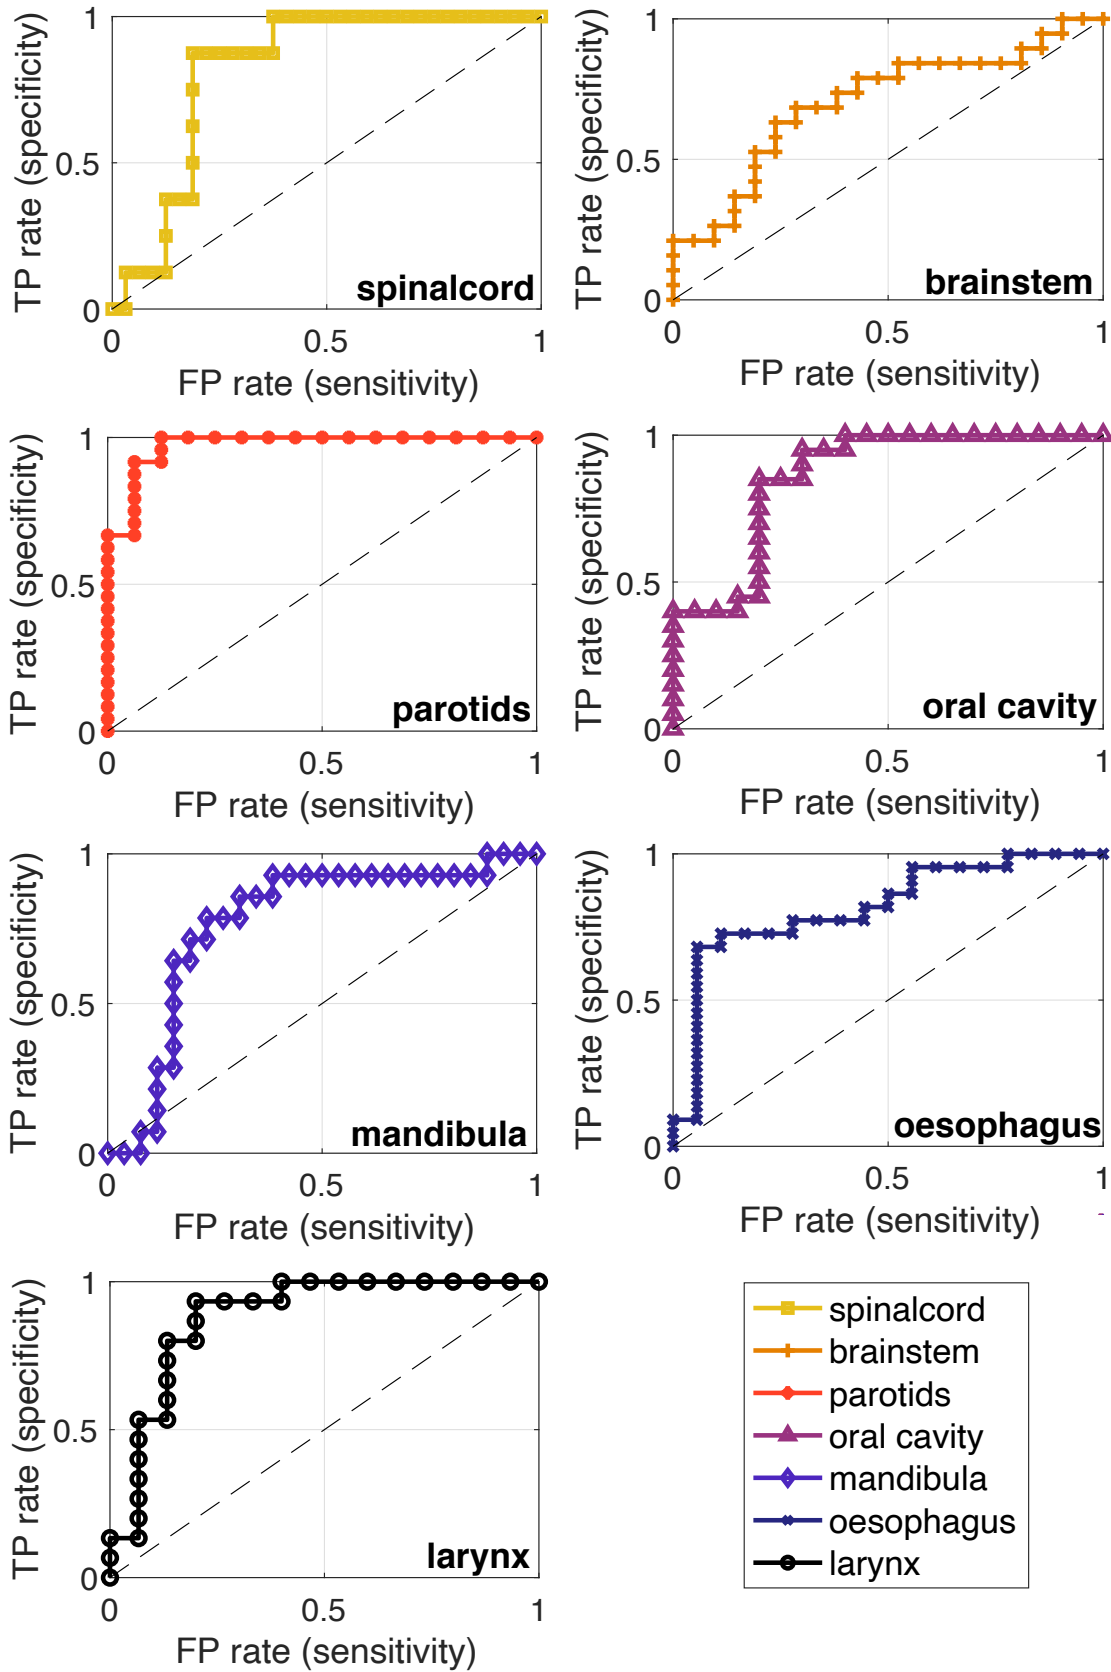 1
0.5
0
TP rate (specificity)
spinalcord
0
0.5
1
FP rate (sensitivity)
1
0.5
0
TP rate (specificity)
brainstem
0
0.5
1
FP rate (sensitivity)
1
0.5
0
TP rate (specificity)
parotids
0
0.5
1
FP rate (sensitivity)
1
0.5
0
TP rate (specificity)
oral cavity
0
0.5
1
FP rate (sensitivity)
1
0.5
0
TP rate (specificity)
mandibula
0
0.5
1
FP rate (sensitivity)
1
0.5
0
TP rate (specificity)
oesophagus
0
0.5
1
FP rate (sensitivity)
1
0.5
0
TP rate (specificity)
larynx
0
0.5
1
FP rate (sensitivity)
spinalcord
brainstem
parotids
oral cavity
mandibula
oesophagus
larynx